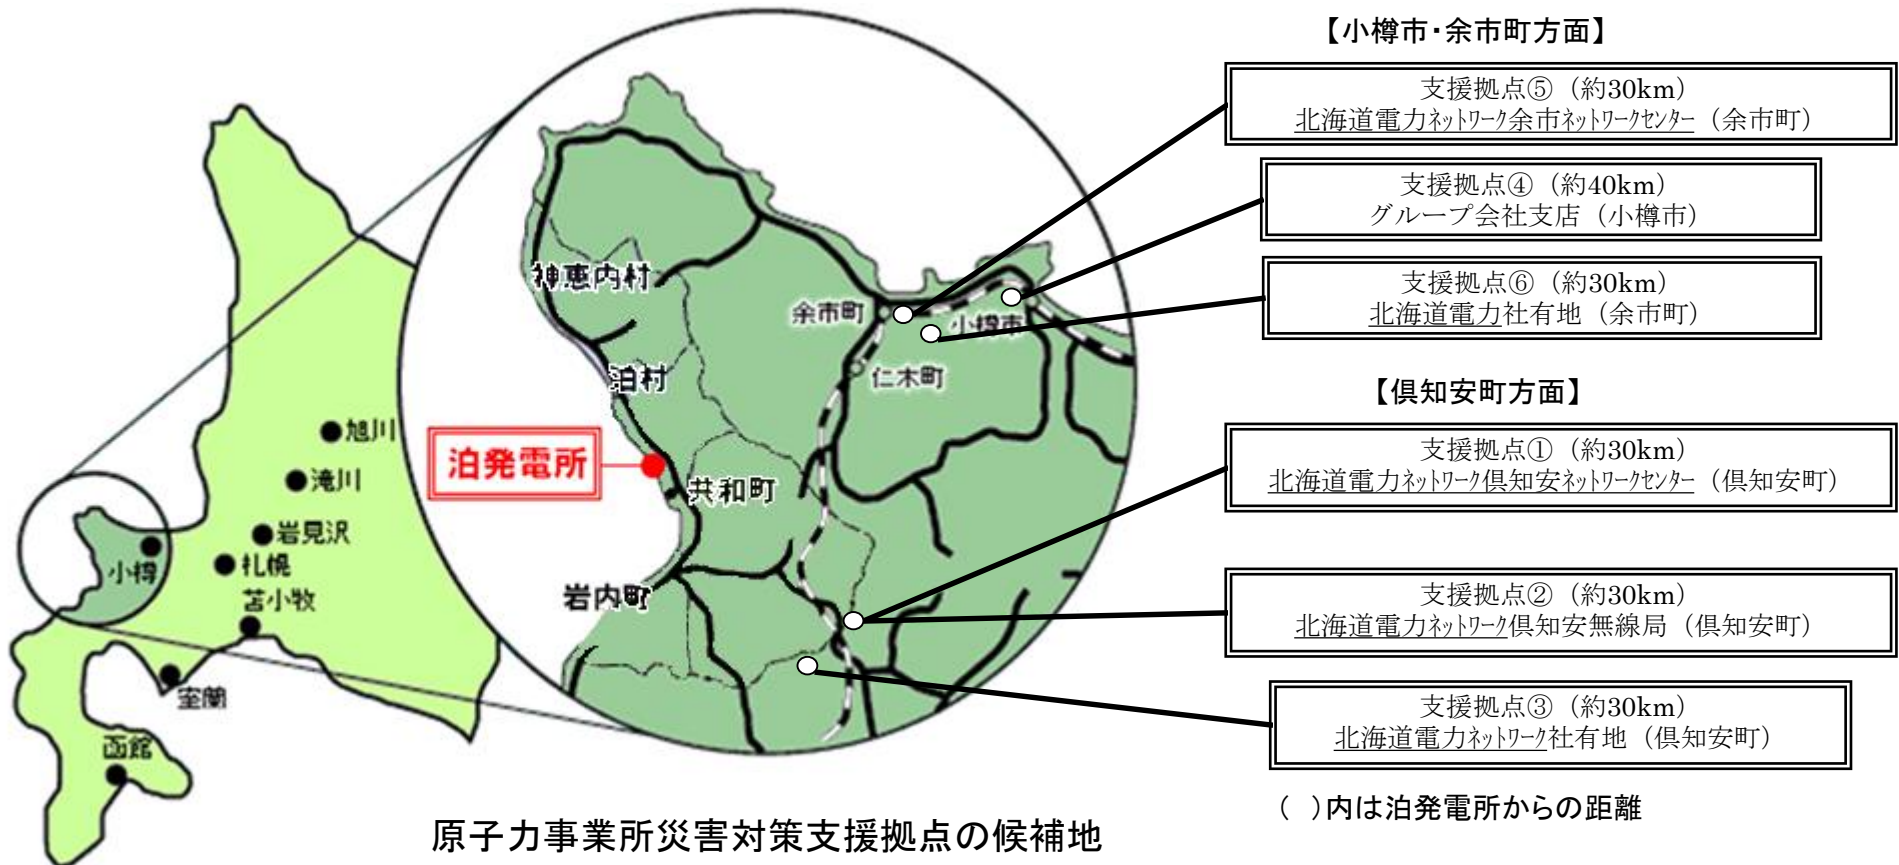 【小樽市・余市町方面】
支援拠点⑤（約30km）
北海道電力ﾈｯﾄﾜｰｸ余市ﾈｯﾄﾜｰｸｾﾝﾀｰ（余市町）
支援拠点④（約40km）
グループ会社支店（小樽市）
支援拠点⑥（約30km）
北海道電力社有地（余市町）
【倶知安町方面】
支援拠点①（約30km）
北海道電力ﾈｯﾄﾜｰｸ倶知安ﾈｯﾄﾜｰｸｾﾝﾀｰ（倶知安町）
支援拠点②（約30km）
北海道電力ﾈｯﾄﾜｰｸ倶知安無線局（倶知安町）
支援拠点③（約30km）
北海道電力ﾈｯﾄﾜｰｸ社有地（倶知安町）
（ ）内は泊発電所からの距離
神恵内村
余市町
小樽市
仁木町
泊村
泊発電所
共和町
岩内町
旭川
滝川
岩見沢
札幌
小樽
苫小牧
室蘭
函館
原子力事業所災害対策支援拠点の候補地